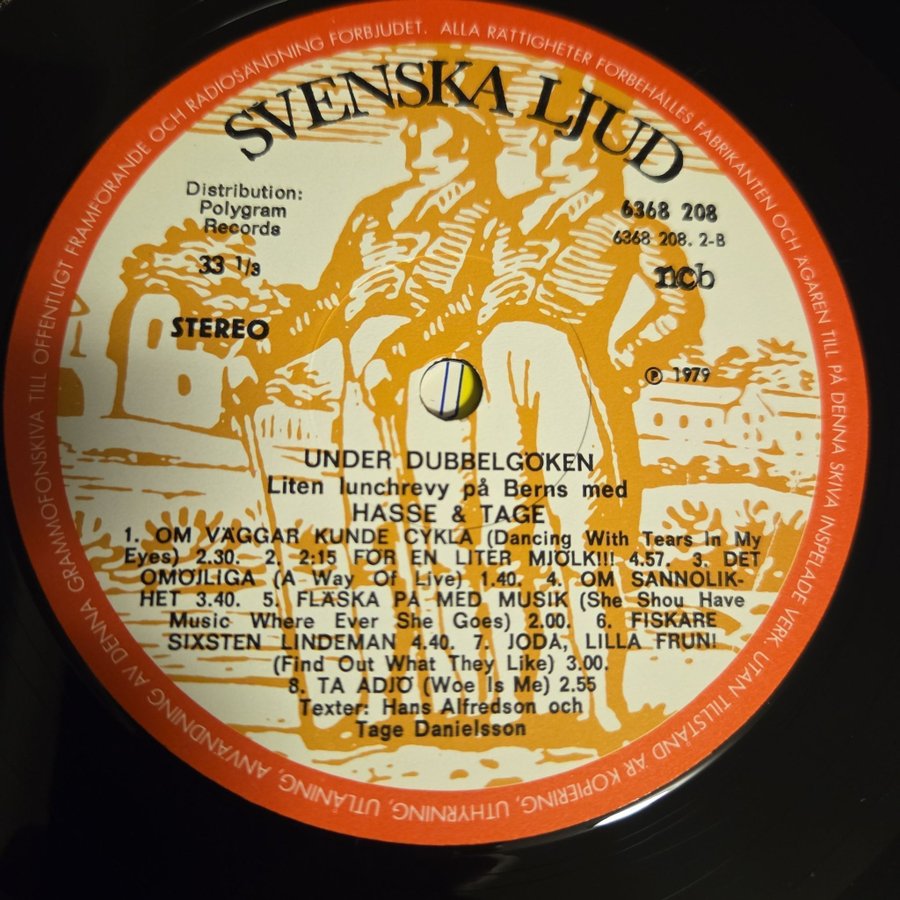 SVENSKA LJUD
Distribution:
Polygram
Records
33 1/3
STEREO
6368 208
6368 208. 2-B
ncb
Ⓟ 1979
UNDER DUBBELGÖKEN
Liten lunchrevy på Berns med
HASSE & TAGE
1. OM VÄGGAR KUNDE CYKLA (Dancing With Tears In My
Eyes) 2.30. 2. 2:15 FÖR EN LITER MJÖLK!!! 4.57. 3. DET
OMÖJLIGA (A Way Of Live) 1.40. 4. OM SANNOLIK-
HET 3.40. 5. FLÄSKA PÅ MED MUSIK (She Shou Have
Music Where Ever She Goes) 2.00. 6. FISKARE
SIXSTEN LINDEMAN 4.40. 7. JODÅ, LILLA FRUN!
(Find Out What They Like) 3.00.
8. TA ADJÖ (Woe Is Me) 2.55
Texter: Hans Alfredson och
Tage Danielsson
ALLA RÄTTIGHETER FÖRBEHÅLLES FABRIKANTEN OCH ÄGAREN TILL PÅ DENNA SKIVA INSPELADE VERK. UTAN TILLSTÅND ÄR KOPIERING, UTHYRNING, UTLÅNING, ANVÄNDNING AV DENNA GRAMMOFONSKIVA TILL OFFENTLIGT FRAMFÖRANDE OCH RADIOSÄNDNING FÖRBJUDET.